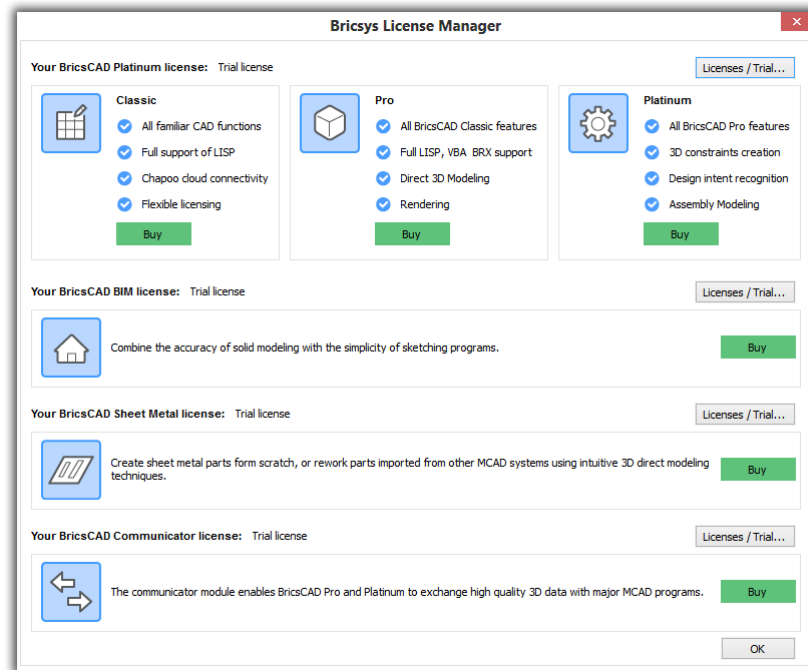 Bricsys License Manager
Your BricsCAD Platinum license: Trial license
Licenses / Trial...
Classic
All familiar CAD functions
Full support of LISP
Chapoo cloud connectivity
Flexible licensing
Buy
Pro
All BricsCAD Classic features
Full LISP, VBA BRX support
Direct 3D Modeling
Rendering
Buy
Platinum
All BricsCAD Pro features
3D constraints creation
Design intent recognition
Assembly Modeling
Buy
Your BricsCAD BIM license: Trial license
Licenses / Trial...
Combine the accuracy of solid modeling with the simplicity of sketching programs.
Buy
Your BricsCAD Sheet Metal license: Trial license
Licenses / Trial...
Create sheet metal parts form scratch, or rework parts imported from other MCAD systems using intuitive 3D direct modeling
techniques.
Buy
Your BricsCAD Communicator license: Trial license
Licenses / Trial...
The communicator module enables BricsCAD Pro and Platinum to exchange high quality 3D data with major MCAD programs.
Buy
OK